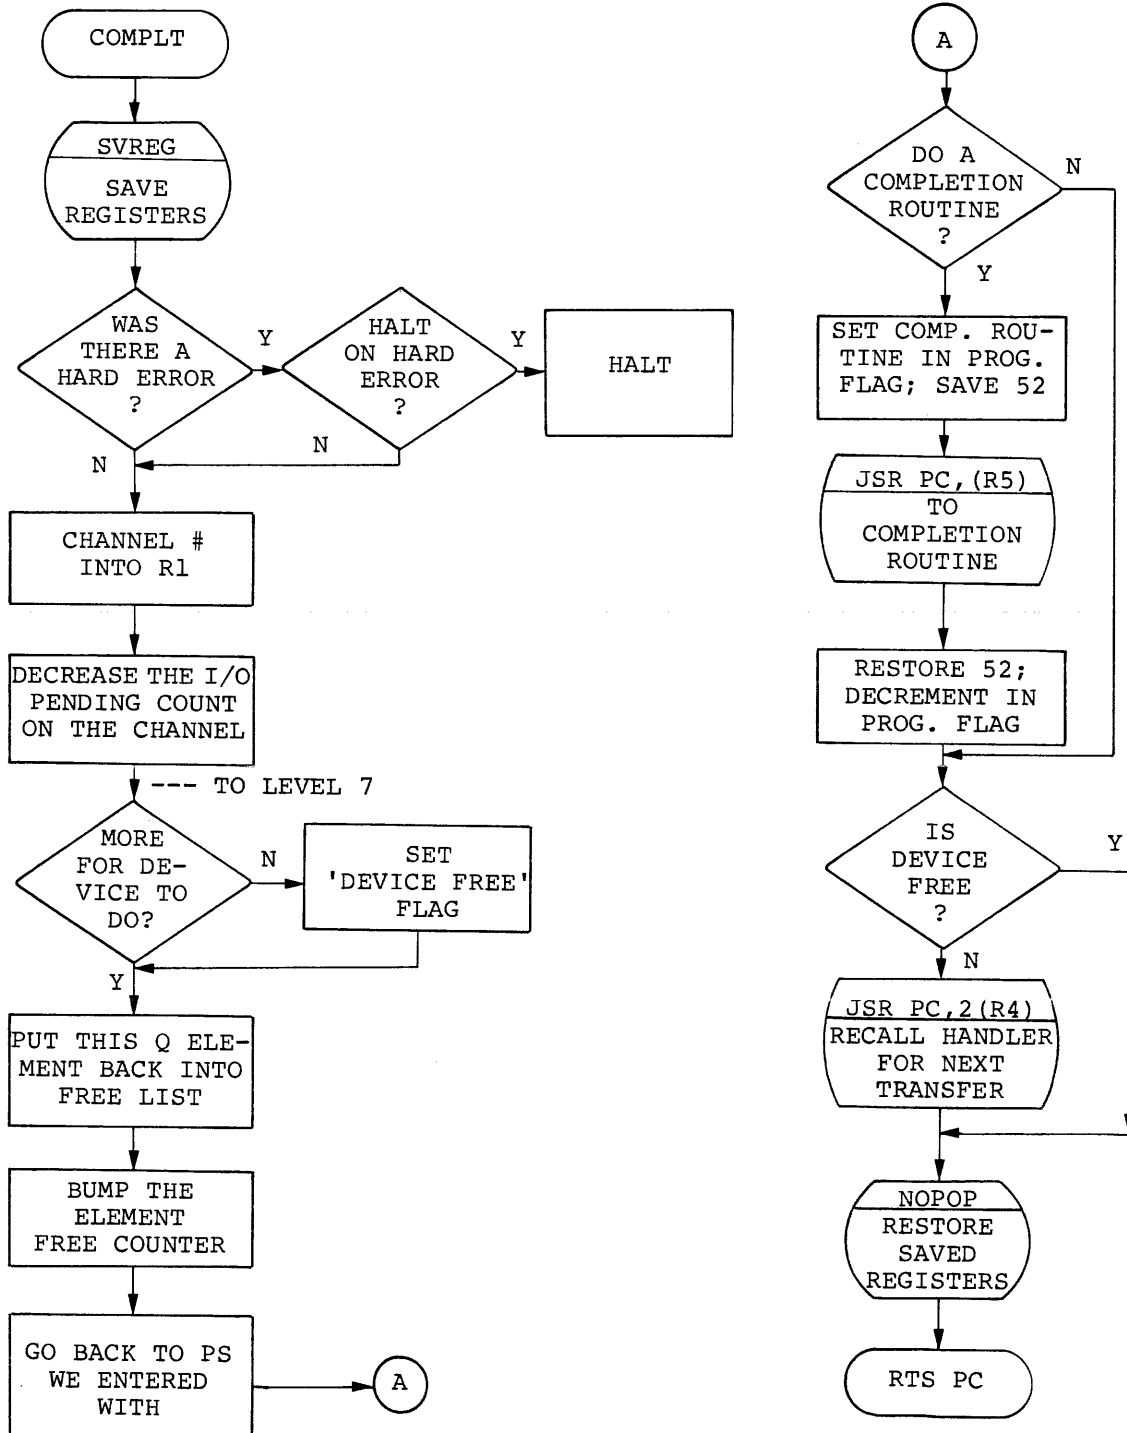 COMPLT
SVREG
SAVE
REGISTERS
WAS
THERE A
HARD ERROR
?
Y
HALT
ON HARD
ERROR
?
Y
HALT
N
N
CHANNEL #
INTO R1
DECREASE THE I/O
PENDING COUNT
ON THE CHANNEL
--- TO LEVEL 7
MORE
FOR DE-
VICE TO
DO?
N
SET
'DEVICE FREE'
FLAG
Y
PUT THIS Q ELE-
MENT BACK INTO
FREE LIST
BUMP THE
ELEMENT
FREE COUNTER
GO BACK TO PS
WE ENTERED
WITH
A
A
DO A
COMPLETION
ROUTINE
?
N
Y
SET COMP. ROU-
TINE IN PROG.
FLAG; SAVE 52
JSR PC,(R5)
TO
COMPLETION
ROUTINE
RESTORE 52;
DECREMENT IN
PROG. FLAG
IS
DEVICE
FREE
?
Y
N
JSR PC,2(R4)
RECALL HANDLER
FOR NEXT
TRANSFER
NOPOP
RESTORE
SAVED
REGISTERS
RTS PC